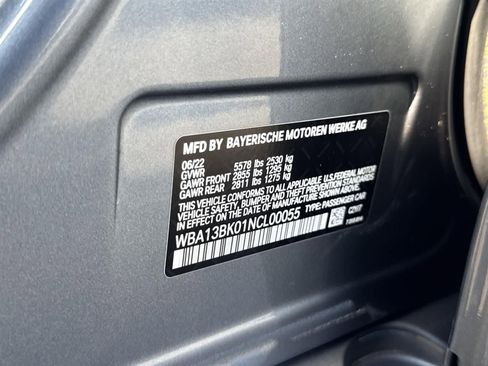 MFD BY BAYERISCHE MOTOREN WERKE AG
06/22
GVWR 5578 lbs 2530 kg
GAWR FRONT 2855 lbs 1295 kg
GAWR REAR 2811 lbs 1275 kg
THIS VEHICLE CONFORMS TO ALL APPLICABLE U.S. FEDERAL MOTOR
VEHICLE SAFETY, BUMPER AND THEFT PREVENTION STANDARDS
IN EFFECT ON THE DATE OF MANUFACTURE SHOWN ABOVE.
WBA13BK01NCL00055 TYPE: PASSENGER CAR